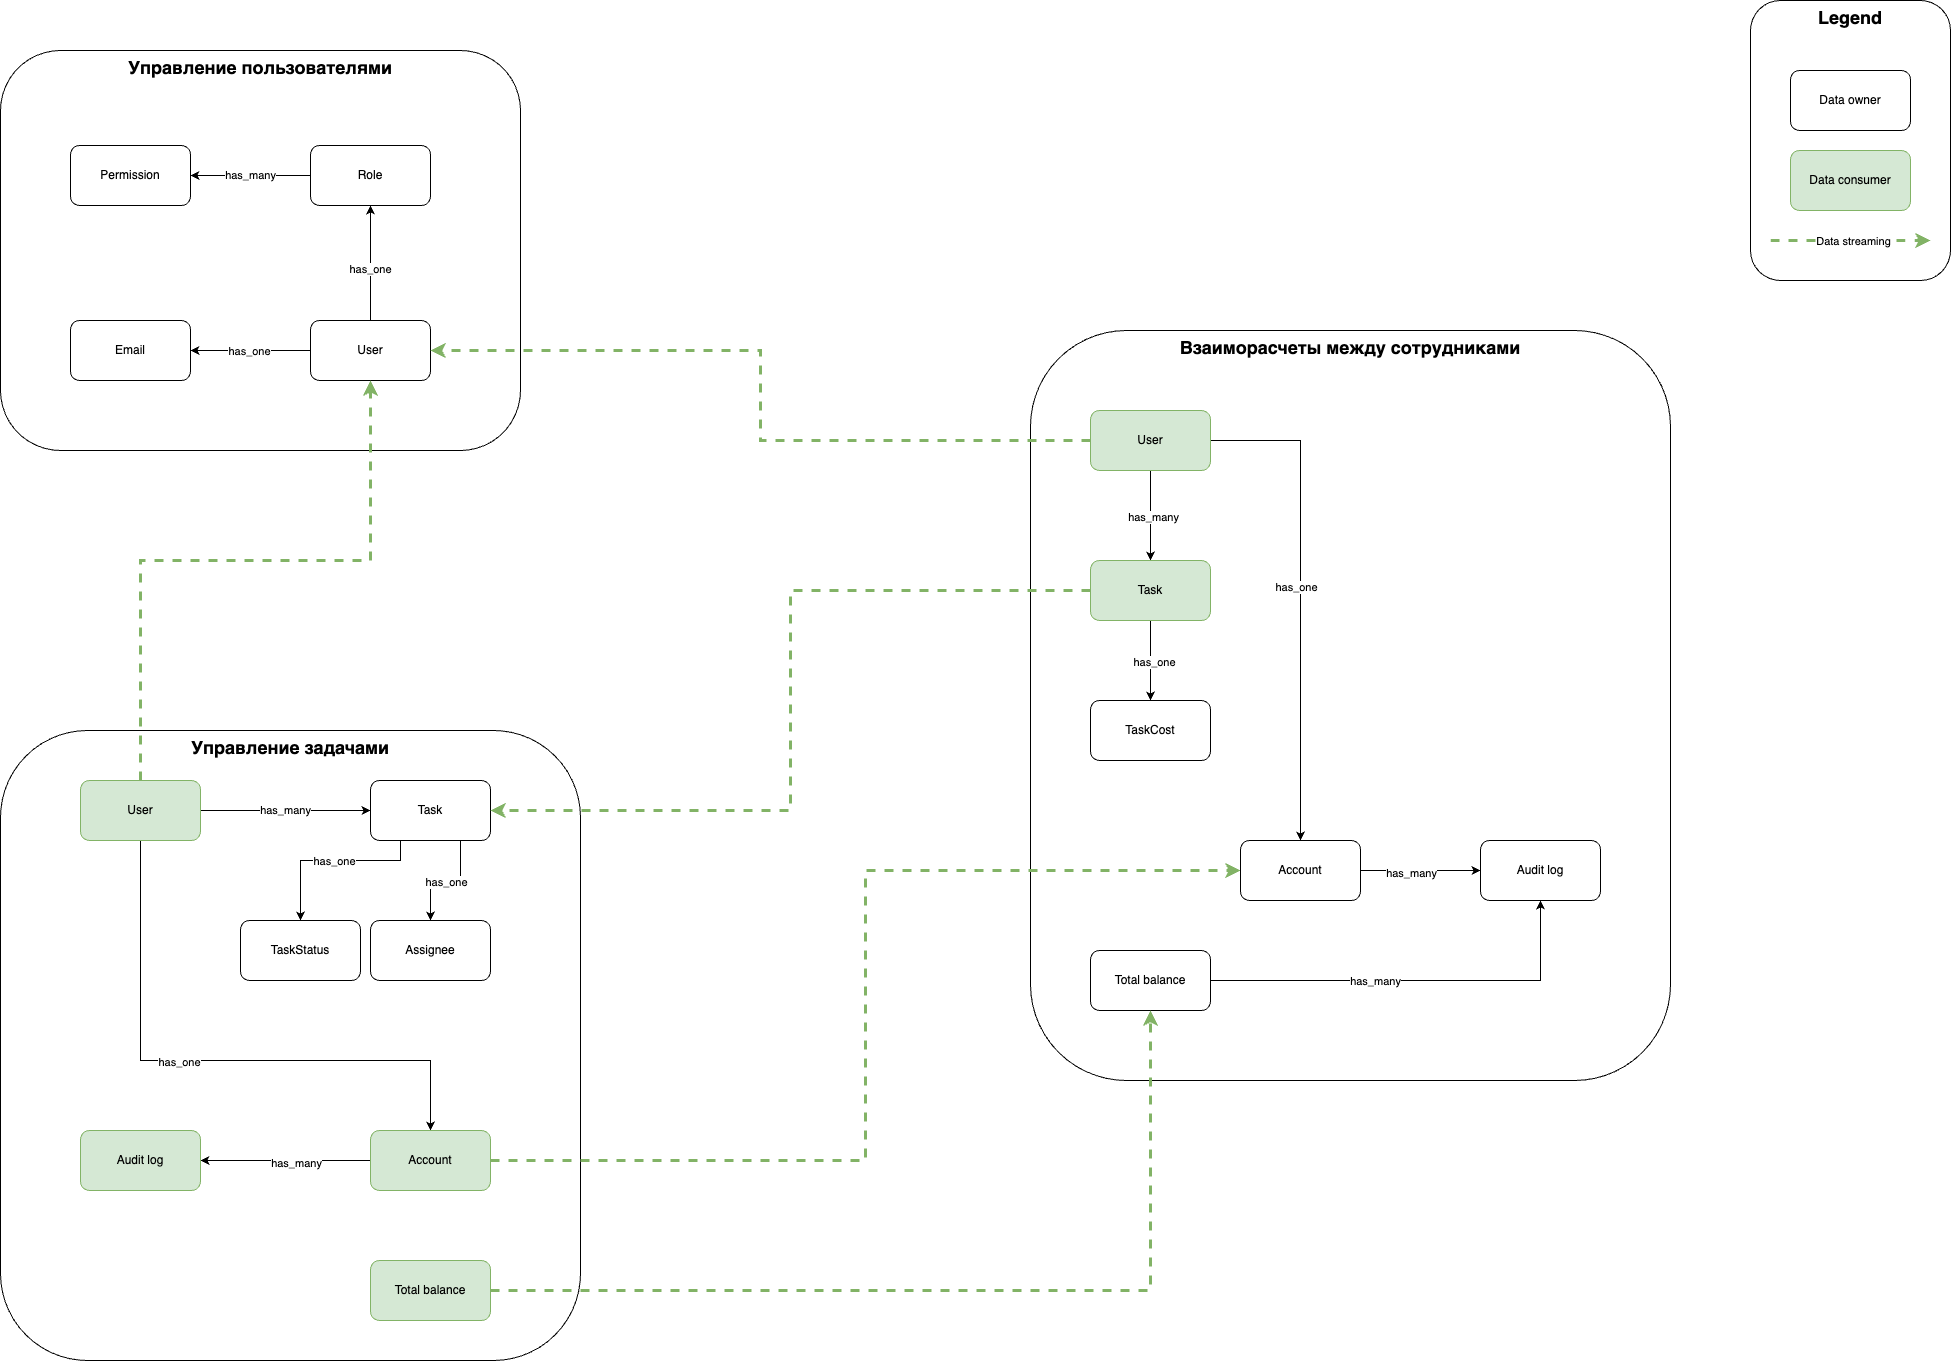 Legend
Data owner
Data consumer
Data streaming
Управление пользователями
Permission
has_many
Role
has_one
Email
has_one
User
Взаиморасчеты между сотрудниками
User
has_many
Task
has_one
has_one
TaskCost
Account
has_many
Audit log
Total balance
has_many
Управление задачами
User
has_many
Task
has_one
has_one
TaskStatus
Assignee
has_one
Audit log
has_many
Account
Total balance